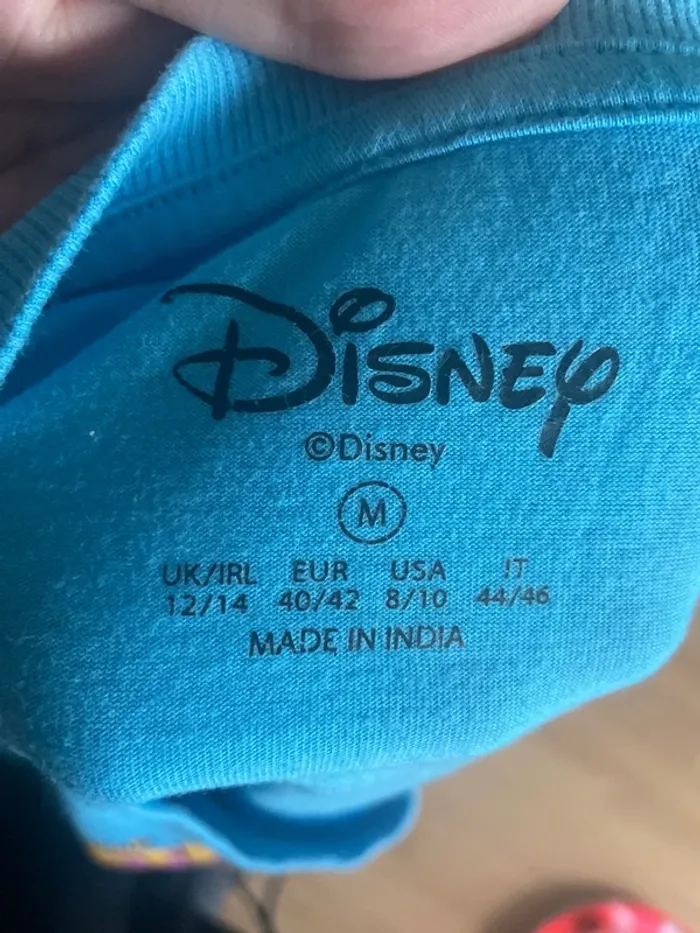 Disney
©Disney
M
UK/IRL EUR USA IT
12/14 40/42 8/10 44/46
MADE IN INDIA